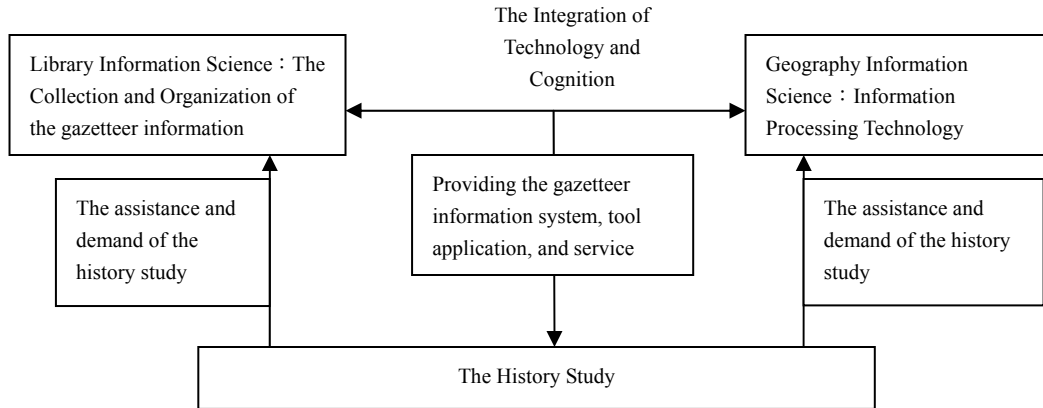 The Integration of
Technology and
Cognition
Library Information Science：The
Collection and Organization of
the gazetteer information
Geography Information
Science：Information
Processing Technology
The assistance and
demand of the
history study
Providing the gazetteer
information system, tool
application, and service
The assistance and
demand of the history
study
The History Study